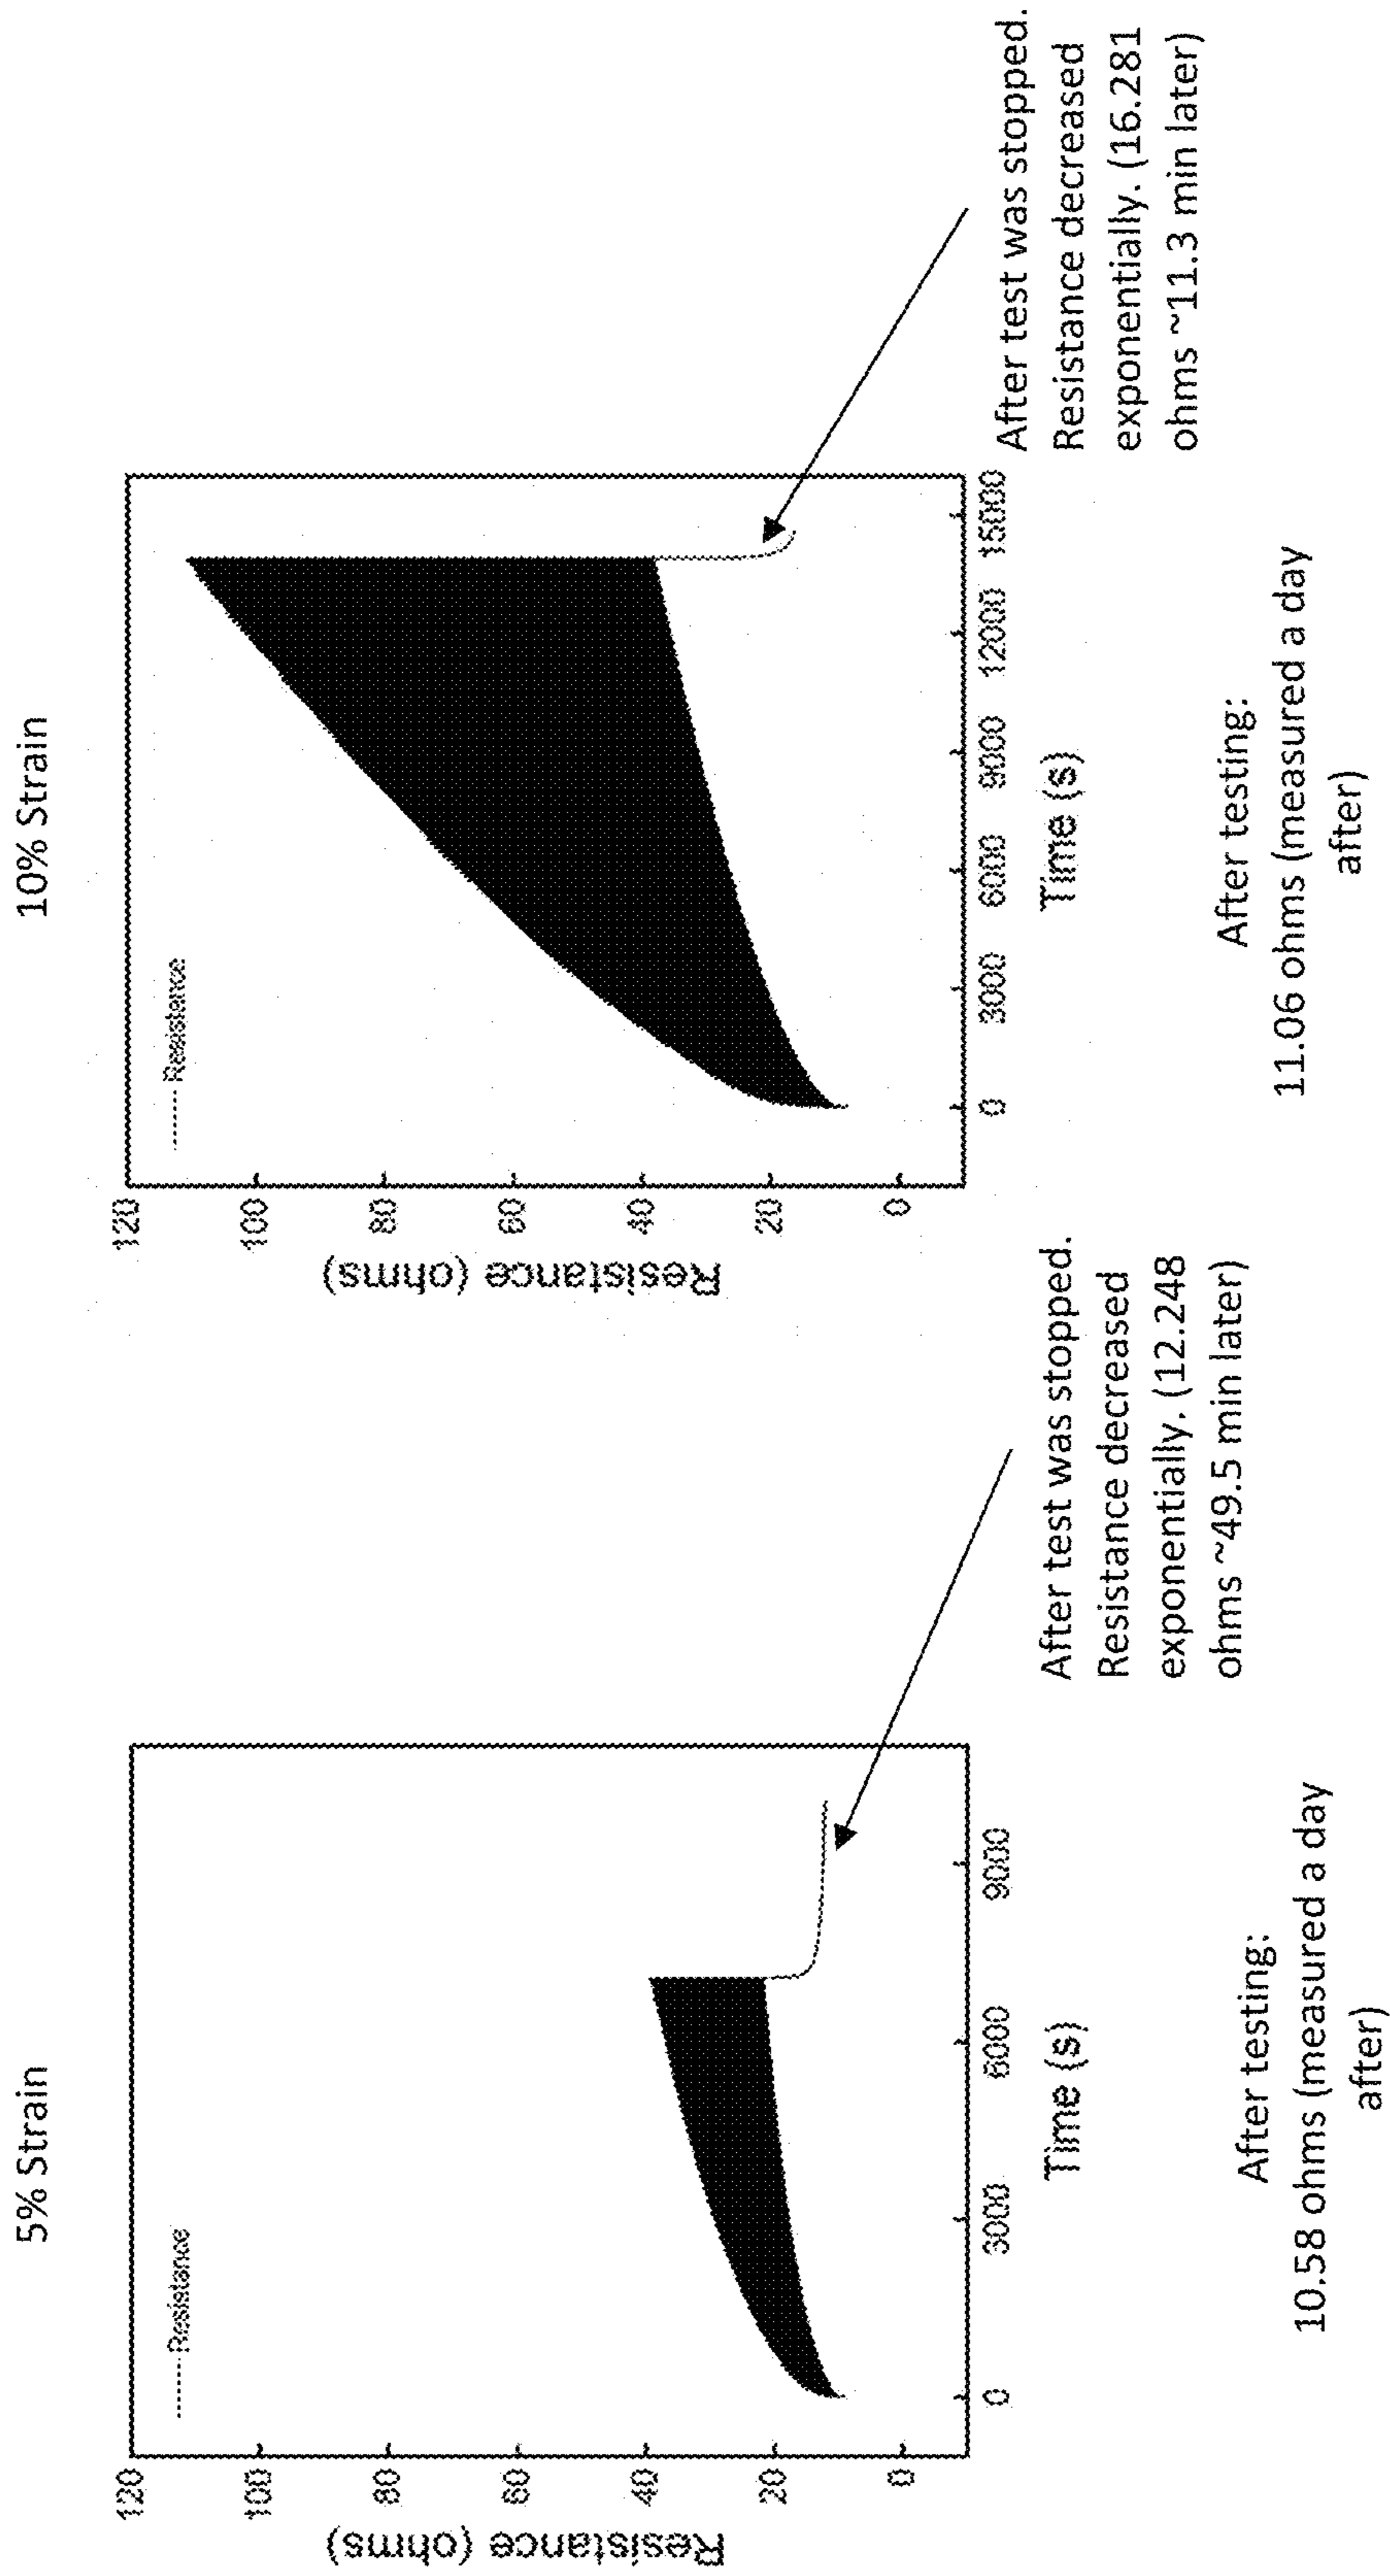 5% Strain
120
100
80
60
40
20
0
Resistance (ohms)
Resistance
0
3000
6000
9000
Time (s)
After test was stopped.
Resistance decreased
exponentially. (12.248
ohms ~49.5 min later)
After testing:
10.58 ohms (measured a day
after)
10% Strain
120
100
80
60
40
20
0
Resistance (ohms)
Resistance
0
3000
6000
9000
12000
15000
Time (s)
After test was stopped.
Resistance decreased
exponentially. (16.281
ohms ~11.3 min later)
After testing:
11.06 ohms (measured a day
after)